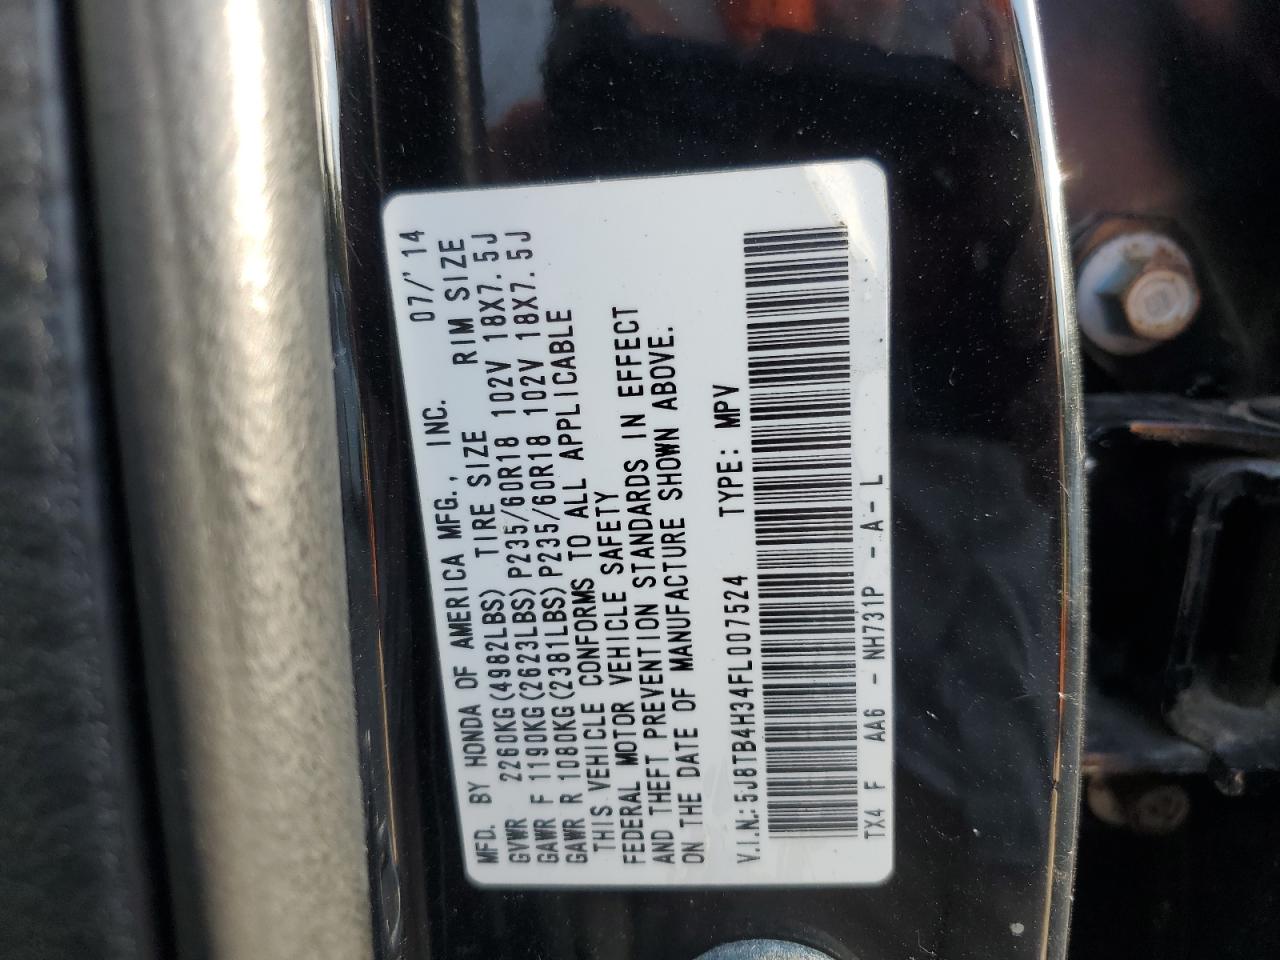 MFD. BY HONDA OF AMERICA MFG., INC. 07/'14
GVWR 2260KG(4982LBS) TIRE SIZE RIM SIZE
GAWR F 1190KG(2623LBS)P235/60R18 102V 18X7.5J
GAWR R 1080KG(2381LBS)P235/60R18 102V 18X7.5J
THIS VEHICLE CONFORMS TO ALL APPLICABLE
FEDERAL MOTOR VEHICLE SAFETY
AND THEFT PREVENTION STANDARDS IN EFFECT
ON THE DATE OF MANUFACTURE SHOWN ABOVE.
V.I.N.:5J8TB4H34FL007524 TYPE: MPV
TX4 F AA6 - NH731P - A - L